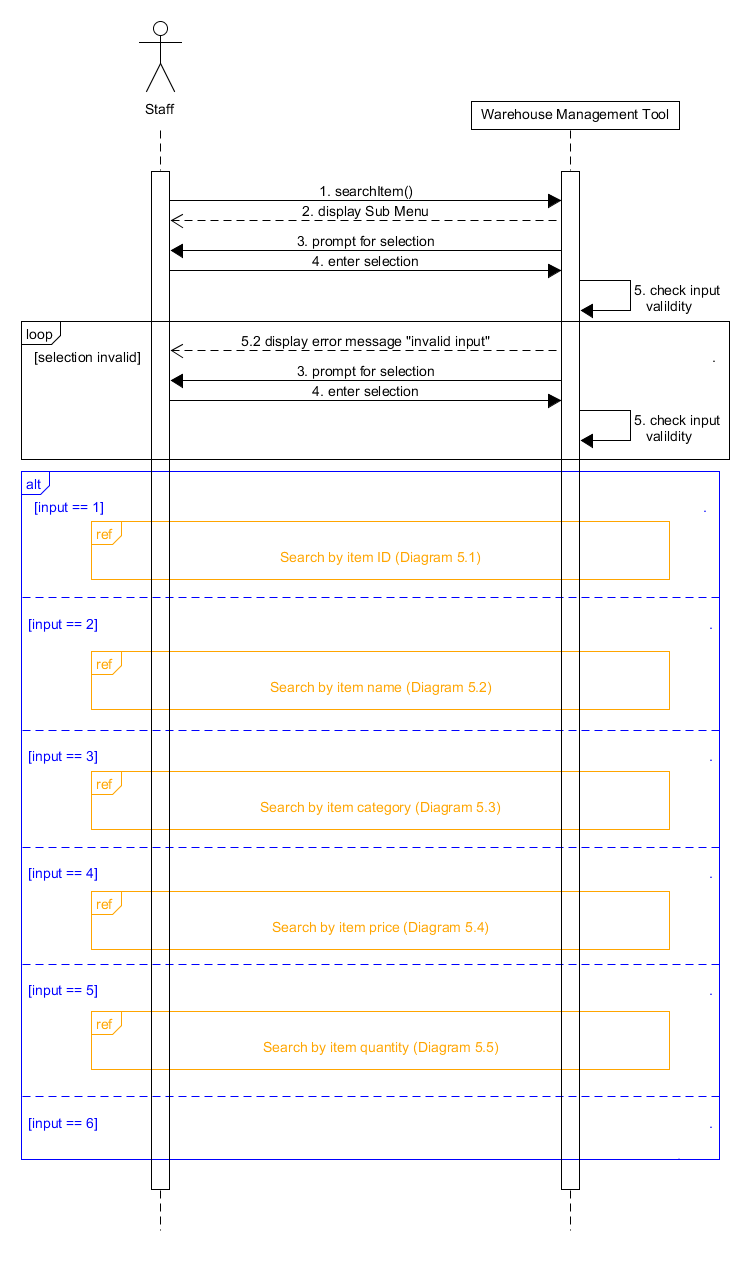 Staff
Warehouse Management Tool
1. searchItem()
2. display Sub Menu
3. prompt for selection
4. enter selection
5. check input
valildity
loop
[selection invalid]
5.2 display error message "invalid input"
.
3. prompt for selection
4. enter selection
5. check input
valildity
alt
[input == 1]
.
ref
Search by item ID (Diagram 5.1)
[input == 2]
.
ref
Search by item name (Diagram 5.2)
[input == 3]
.
ref
Search by item category (Diagram 5.3)
[input == 4]
.
ref
Search by item price (Diagram 5.4)
[input == 5]
.
ref
Search by item quantity (Diagram 5.5)
[input == 6]
.